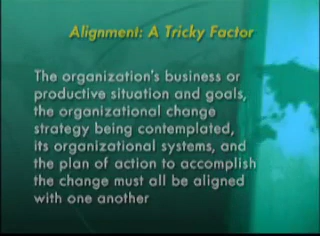 Alignment: A Tricky Factor
The organization's business or
productive situation and goals,
the organizational change
strategy being contemplated,
its organizational systems, and
the plan of action to accomplish
the change must all be aligned
with one another